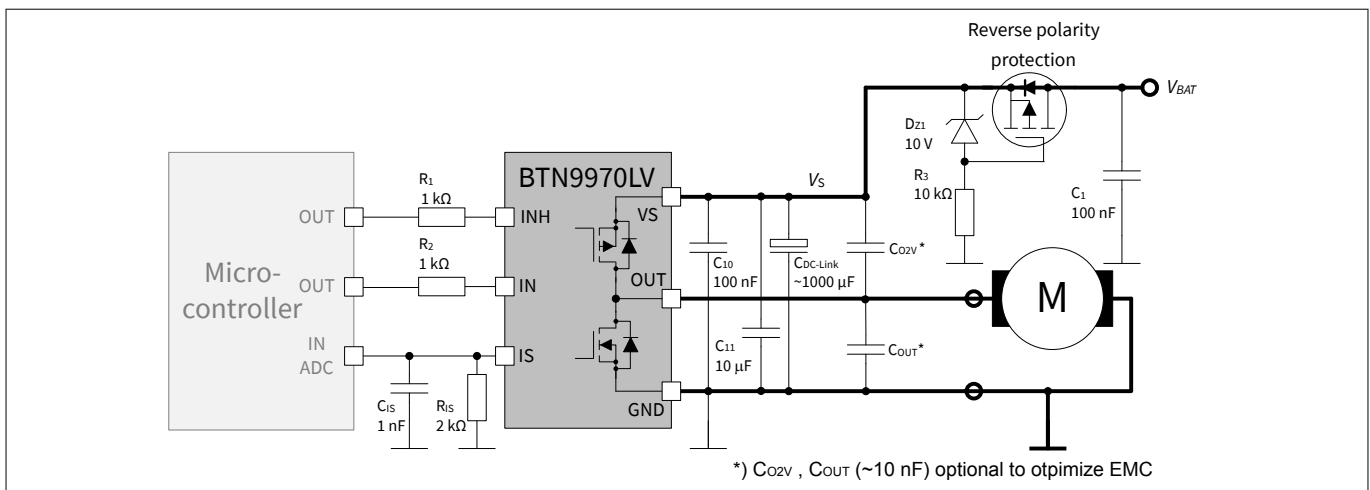 Reverse polarity
protection
VBAT
DZ1
10 V
R3
10 kΩ
C1
100 nF
BTN9970LV
VS
VS
R1
1 kΩ
OUT
INH
R2
1 kΩ
OUT
IN
Micro-
controller
IN
ADC
IS
CIS
1 nF
RIS
2 kΩ
OUT
GND
C10
100 nF
C11
10 µF
CDC-Link
~1000 µF
CO2V*
COUT*
M
*) CO2V , COUT (~10 nF) optional to otpimize EMC